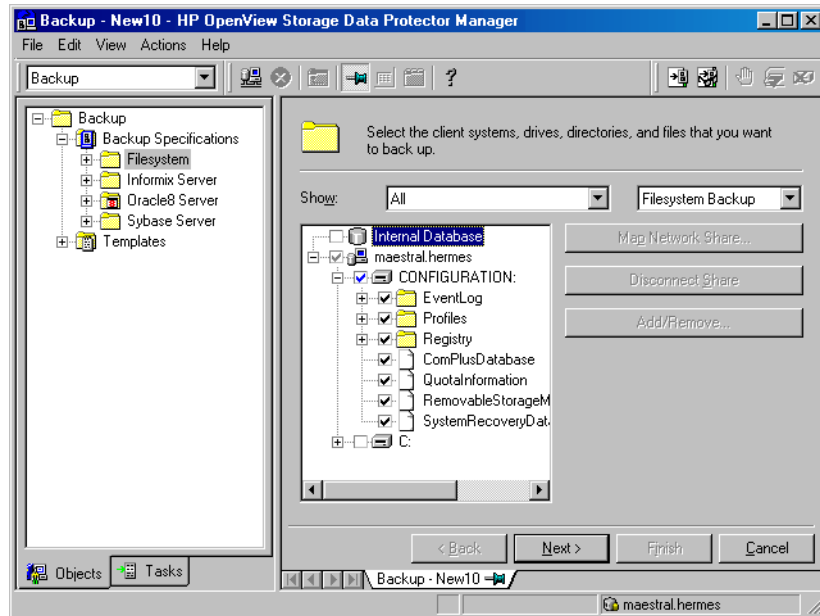 Backup - New10 - HP OpenView Storage Data Protector Manager
File Edit View Actions Help
Backup
?
Backup
Backup Specifications
Filesystem
Informix Server
Oracle8 Server
Sybase Server
Templates
Objects
Tasks
Select the client systems, drives, directories, and files that you want
to back up.
Show:
All
Filesystem Backup
Internal Database
maestral.hermes
CONFIGURATION:
EventLog
Profiles
Registry
ComPlusDatabase
QuotaInformation
RemovableStorageM
SystemRecoveryDat
C:
Map Network Share...
Disconnect Share
Add/Remove...
< Back
Next >
Finish
Cancel
Backup - New10
maestral.hermes